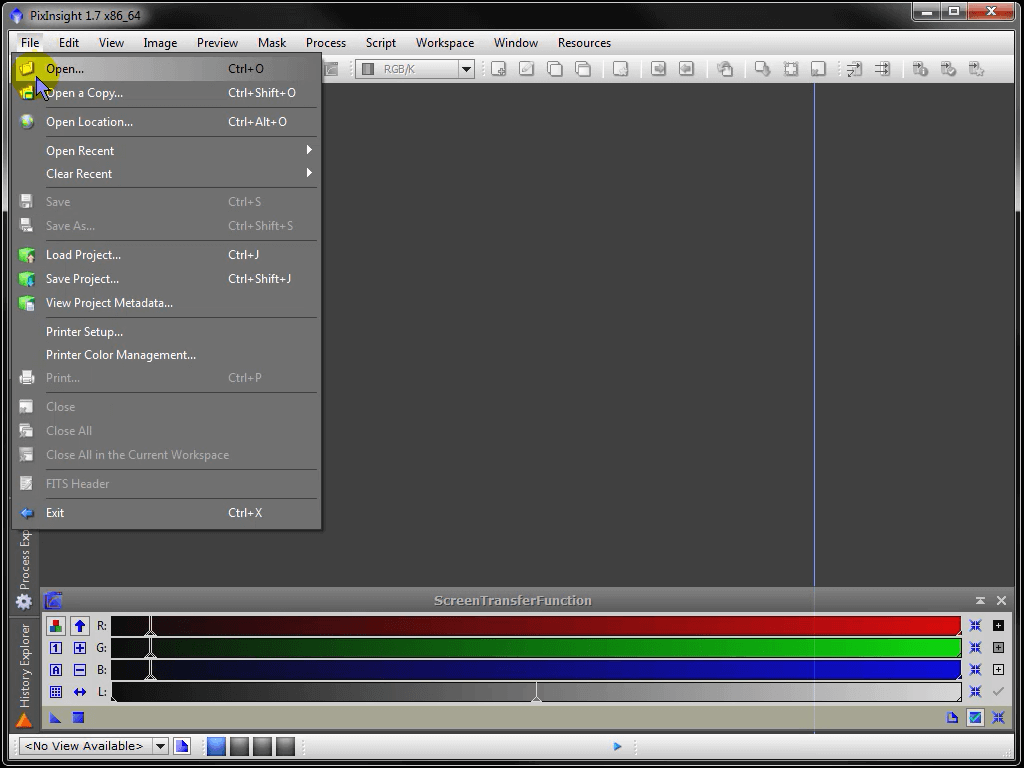 PixInsight 1.7 x86_64
File Edit View Image Preview Mask Process Script Workspace Window Resources
RGB/K
Open... Ctrl+O
Open a Copy... Ctrl+Shift+O
Open Location... Ctrl+Alt+O
Open Recent
Clear Recent
Save Ctrl+S
Save As... Ctrl+Shift+S
Load Project... Ctrl+J
Save Project... Ctrl+Shift+J
View Project Metadata...
Printer Setup...
Printer Color Management...
Print... Ctrl+P
Close
Close All
Close All in the Current Workspace
FITS Header
Exit Ctrl+X
Process Exp
History Explorer
ScreenTransferFunction
R:
1 G:
A B:
L:
<No View Available>